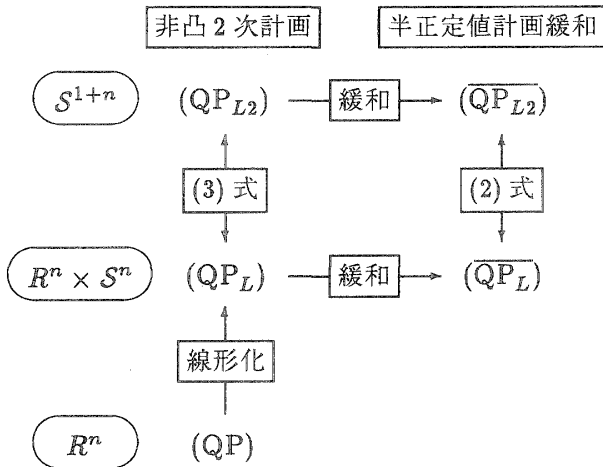 非凸2次計画 半正定値計画緩和
S^{1+n} (QP_{L2}) 緩和 (\overline{QP_{L2}})
(3) 式 (2) 式
R^n × S^n (QP_L) 緩和 (\overline{QP_L})
線形化
R^n (QP)